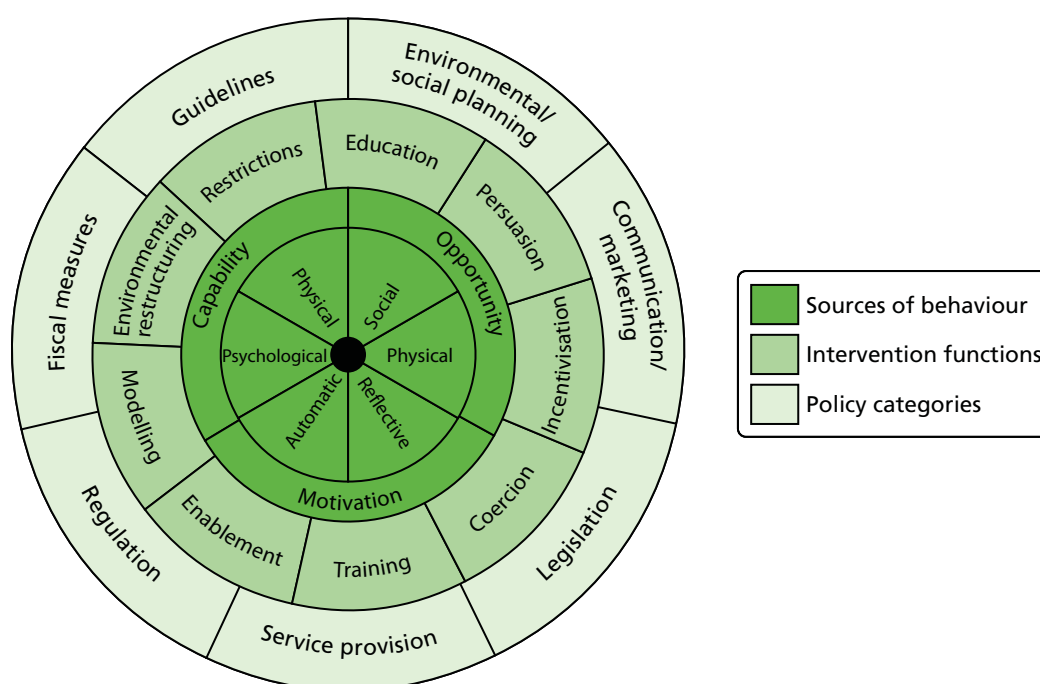 Guidelines
Environmental/
social planning
Communication/
marketing
Legislation
Service provision
Regulation
Fiscal measures
Restrictions
Education
Persuasion
Incentivisation
Coercion
Training
Enablement
Modelling
Environmental
restructuring
Capability
Opportunity
Motivation
Physical
Social
Physical
Reflective
Automatic
Psychological
Sources of behaviour
Intervention functions
Policy categories